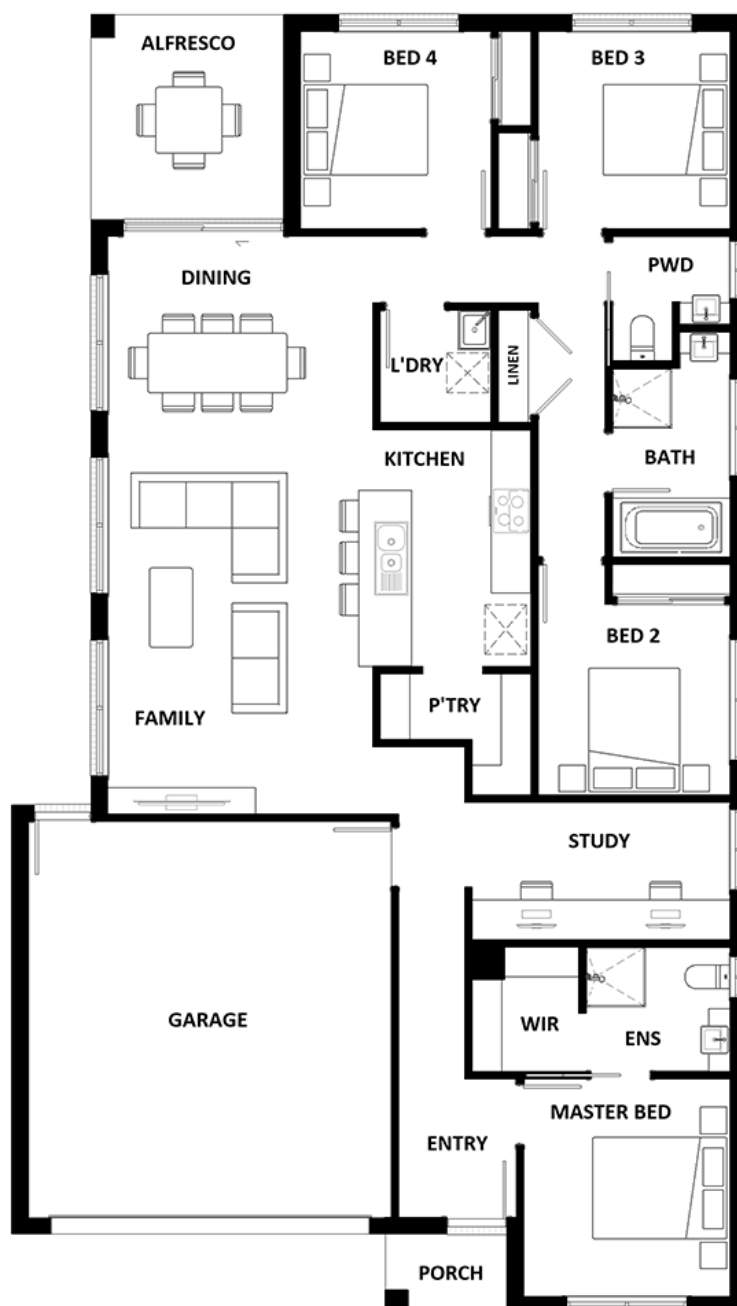 ALFRESCO
BED 4
BED 3
DINING
PWD
L'DRY
LINEN
KITCHEN
BATH
BED 2
P'TRY
FAMILY
STUDY
GARAGE
WIR
ENS
MASTER BED
ENTRY
PORCH